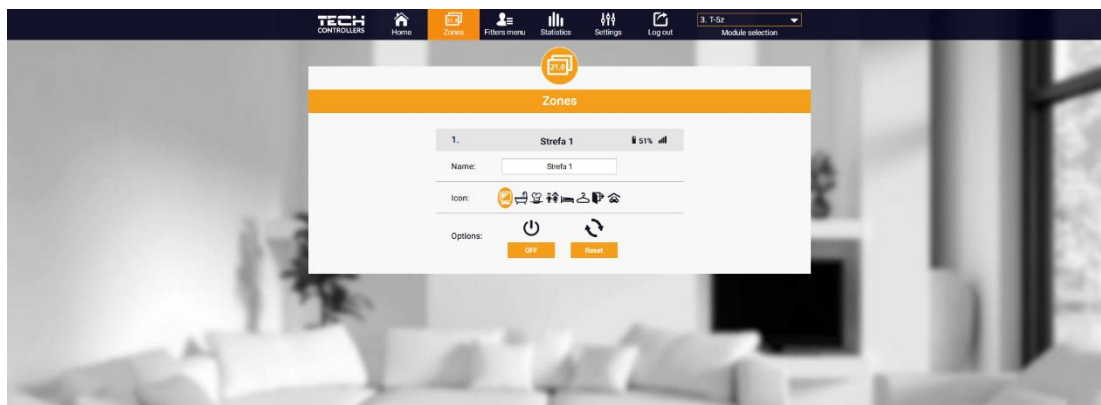 TECH CONTROLLERS
Home
Zones
Fitters menu
Statistics
Settings
Log out
3. T-5z
Module selection
21.0
Zones
1. Strefa 1 51%
Name: Strefa 1
Icon:
Options:
OFF Reset